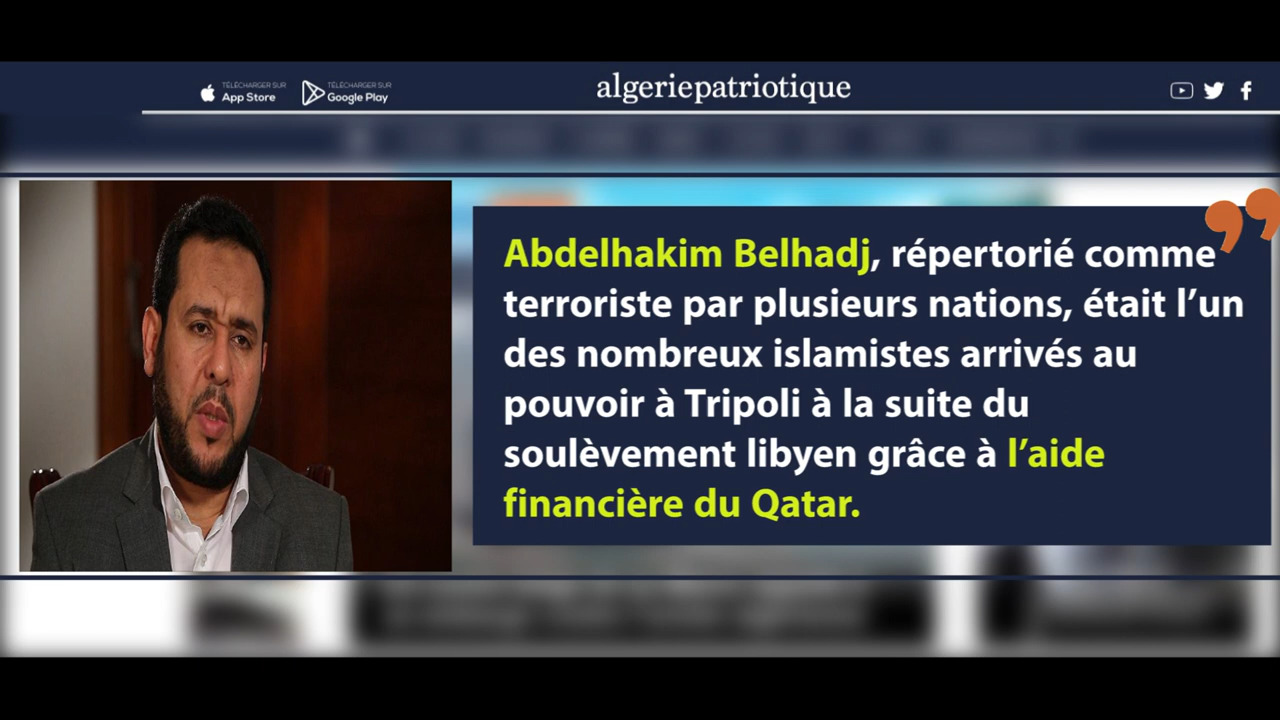 TÉLÉCHARGER SUR
App Store
TÉLÉCHARGER SUR
Google Play
algeriepatriotique
Abdelhakim Belhadj, répertorié comme
terroriste par plusieurs nations, était l’un
des nombreux islamistes arrivés au
pouvoir à Tripoli à la suite du
soulèvement libyen grâce à l’aide
financière du Qatar.